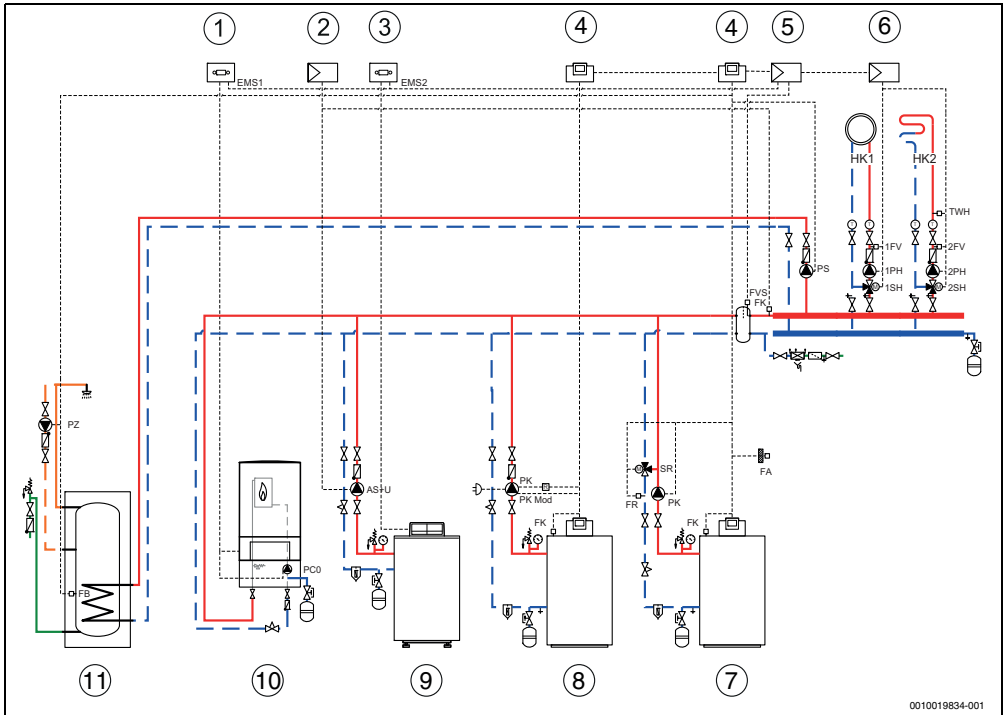 1 2 3 4 4 5 6
EMS1 EMS2
HK1 HK2
TWH
1FV 2FV
PS 1PH 2PH
FVS 1SH 2SH
FK
PZ
SR FA
AS+U PK
PK Mod FR PK
FK FK
PC0
FB
11 10 9 8 7
0010019834-001